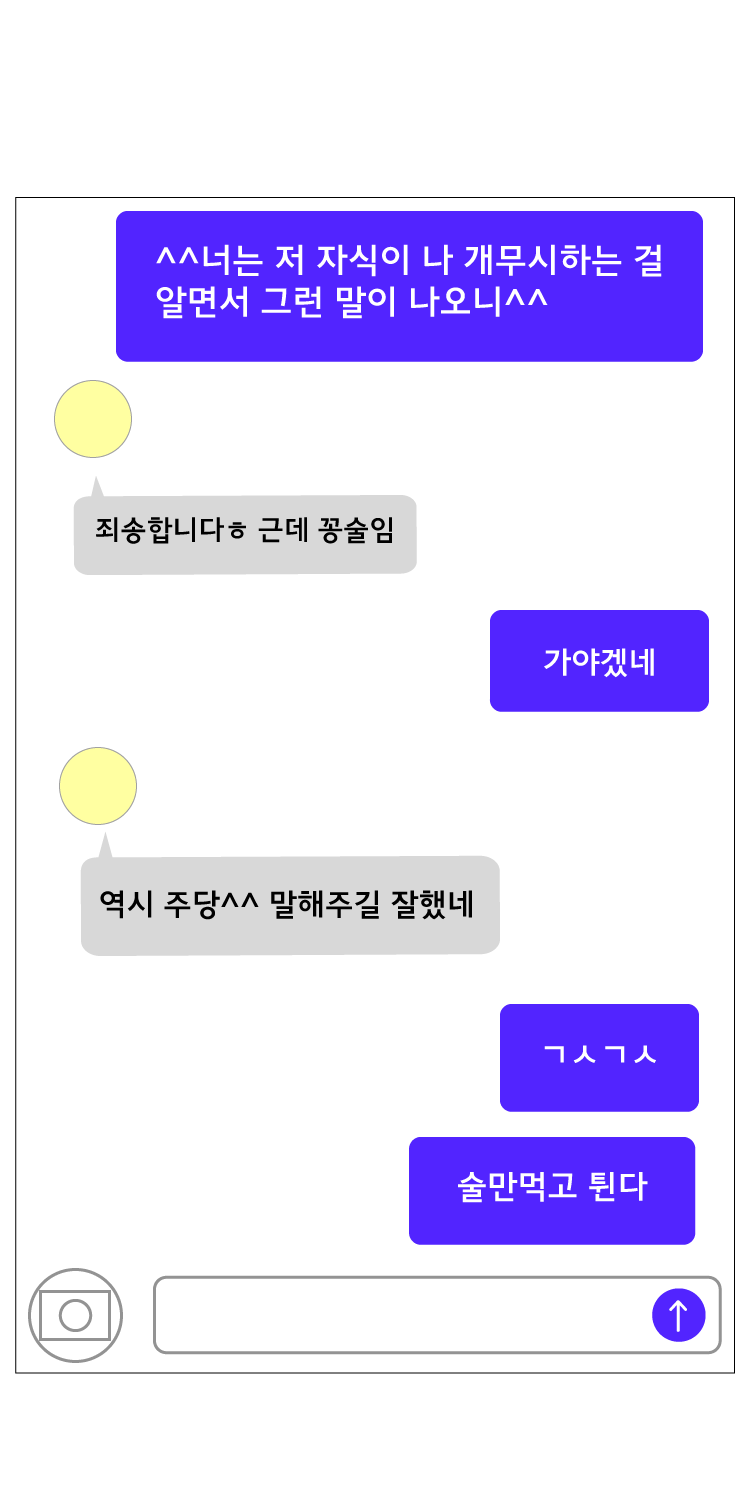 ^^너는 저 자식이 나 개무시하는 걸
알면서 그런 말이 나오니^^
죄송합니다ㅎ 근데 꽁술임
가야겠네
역시 주당^^ 말해주길 잘했네
ㄱㅅㄱㅅ
술만먹고 튄다